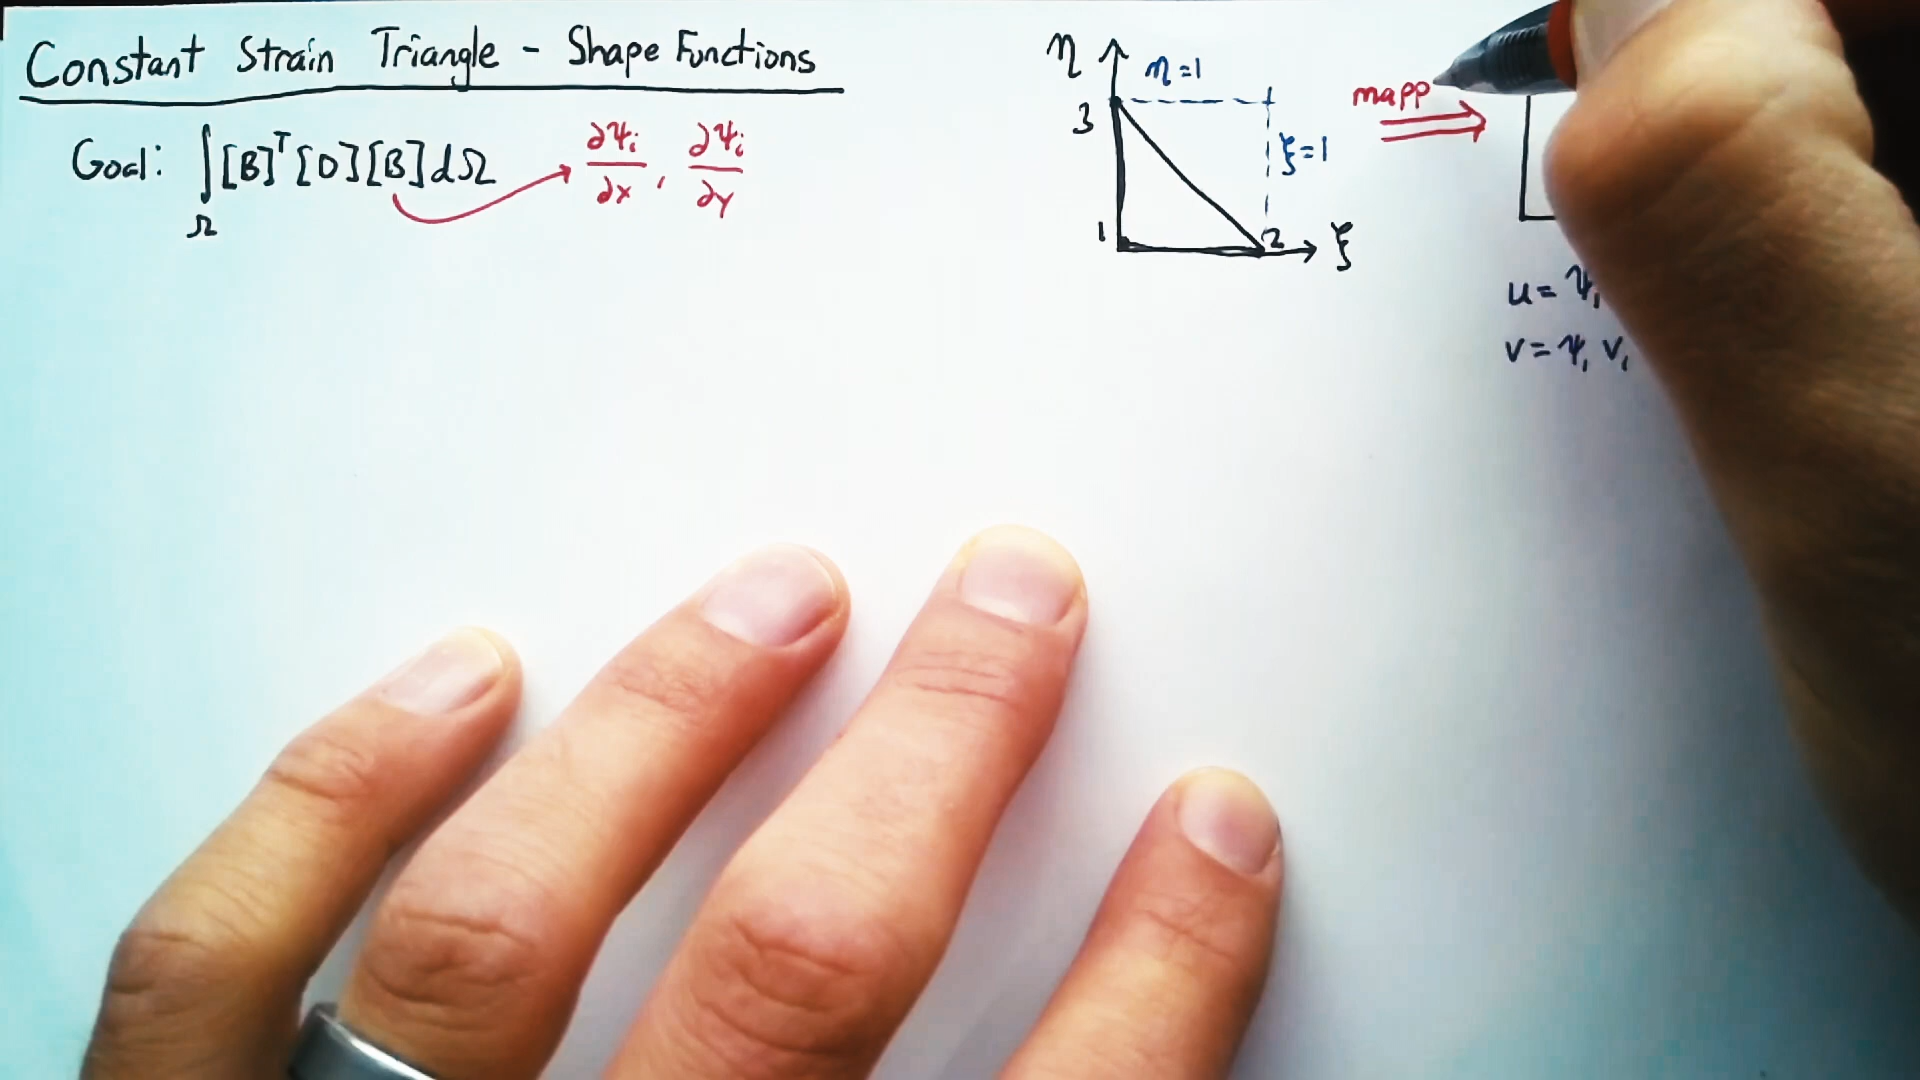 Constant Strain Triangle - Shape Functions
Goal: ∫Ω [B]ᵀ[D][B] dΩ
∂ψᵢ/∂x , ∂ψᵢ/∂y
η
η=1
3
ξ=1
1
2
ξ
mapp
u = ψ₁
v = ψ₁ v₁